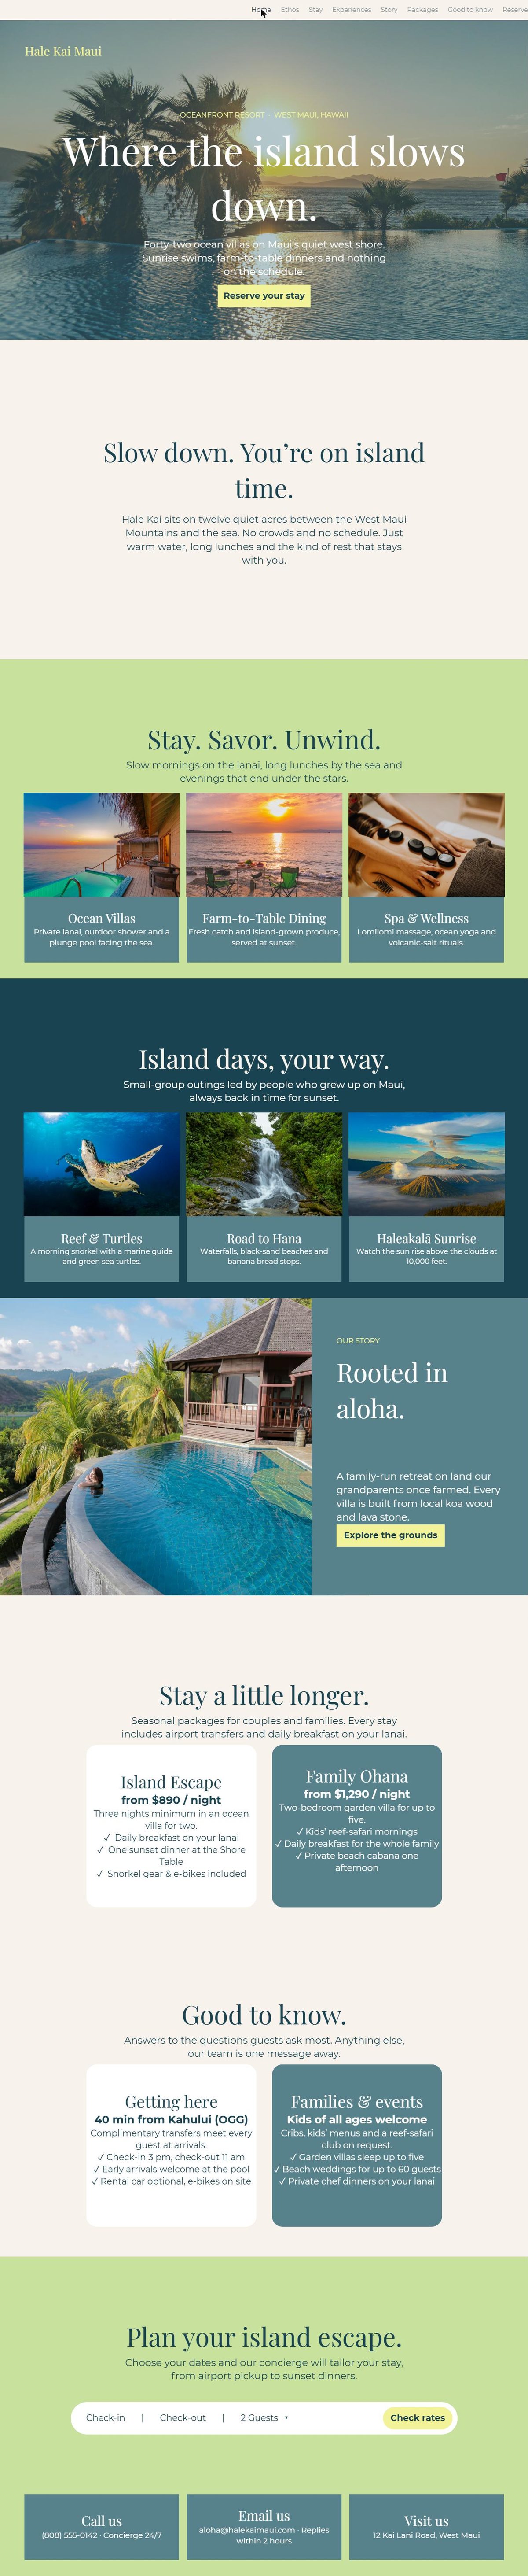 Home Ethos Stay Experiences Story Packages Good to know Reserve
Hale Kai Maui
OCEANFRONT RESORT · WEST MAUI, HAWAII
Where the island slows
down.
Forty-two ocean villas on Maui's quiet west shore.
Sunrise swims, farm-to-table dinners and nothing
on the schedule.
Reserve your stay
Slow down. You’re on island
time.
Hale Kai sits on twelve quiet acres between the West Maui
Mountains and the sea. No crowds and no schedule. Just
warm water, long lunches and the kind of rest that stays
with you.
Stay. Savor. Unwind.
Slow mornings on the lanai, long lunches by the sea and
evenings that end under the stars.
Ocean Villas
Private lanai, outdoor shower and a
plunge pool facing the sea.
Farm-to-Table Dining
Fresh catch and island-grown produce,
served at sunset.
Spa & Wellness
Lomilomi massage, ocean yoga and
volcanic-salt rituals.
Island days, your way.
Small-group outings led by people who grew up on Maui,
always back in time for sunset.
Reef & Turtles
A morning snorkel with a marine guide
and green sea turtles.
Road to Hana
Waterfalls, black-sand beaches and
banana bread stops.
Haleakalā Sunrise
Watch the sun rise above the clouds at
10,000 feet.
OUR STORY
Rooted in
aloha.
A family-run retreat on land our
grandparents once farmed. Every
villa is built from local koa wood
and lava stone.
Explore the grounds
Stay a little longer.
Seasonal packages for couples and families. Every stay
includes airport transfers and daily breakfast on your lanai.
Island Escape
from $890 / night
Three nights minimum in an ocean
villa for two.
✓ Daily breakfast on your lanai
✓ One sunset dinner at the Shore
Table
✓ Snorkel gear & e-bikes included
Family Ohana
from $1,290 / night
Two-bedroom garden villa for up to
five.
✓ Kids’ reef-safari mornings
✓ Daily breakfast for the whole family
✓ Private beach cabana one
afternoon
Good to know.
Answers to the questions guests ask most. Anything else,
our team is one message away.
Getting here
40 min from Kahului (OGG)
Complimentary transfers meet every
guest at arrivals.
✓ Check-in 3 pm, check-out 11 am
✓ Early arrivals welcome at the pool
✓ Rental car optional, e-bikes on site
Families & events
Kids of all ages welcome
Cribs, kids’ menus and a reef-safari
club on request.
✓ Garden villas sleep up to five
✓ Beach weddings for up to 60 guests
✓ Private chef dinners on your lanai
Plan your island escape.
Choose your dates and our concierge will tailor your stay,
from airport pickup to sunset dinners.
Check-in | Check-out | 2 Guests ▾ Check rates
Call us
(808) 555-0142 · Concierge 24/7
Email us
aloha@halekaimaui.com · Replies
within 2 hours
Visit us
12 Kai Lani Road, West Maui